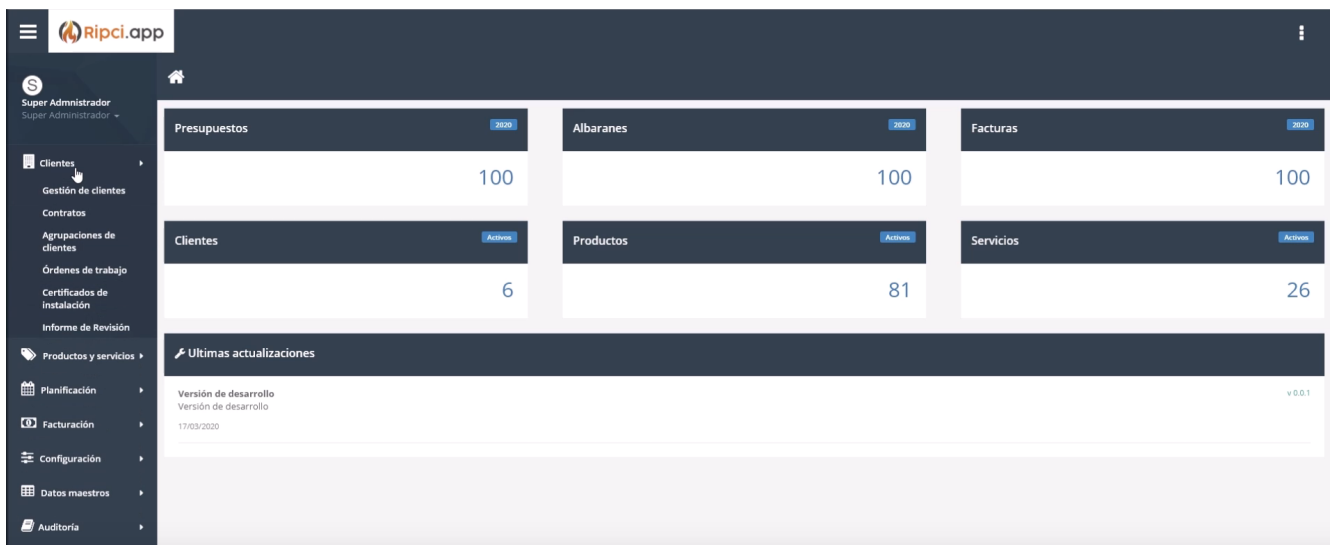 Ripci.app
S
Super Admnistrador
Super Administrador
Clientes
Gestión de clientes
Contratos
Agrupaciones de
clientes
Órdenes de trabajo
Certificados de
instalación
Informe de Revisión
Productos y servicios
Planificación
Facturación
Configuración
Datos maestros
Auditoría
Presupuestos
2020
100
Albaranes
2020
100
Facturas
2020
100
Clientes
Activos
6
Productos
Activos
81
Servicios
Activos
26
Ultimas actualizaciones
Versión de desarrollo
v 0.0.1
Versión de desarrollo
17/03/2020